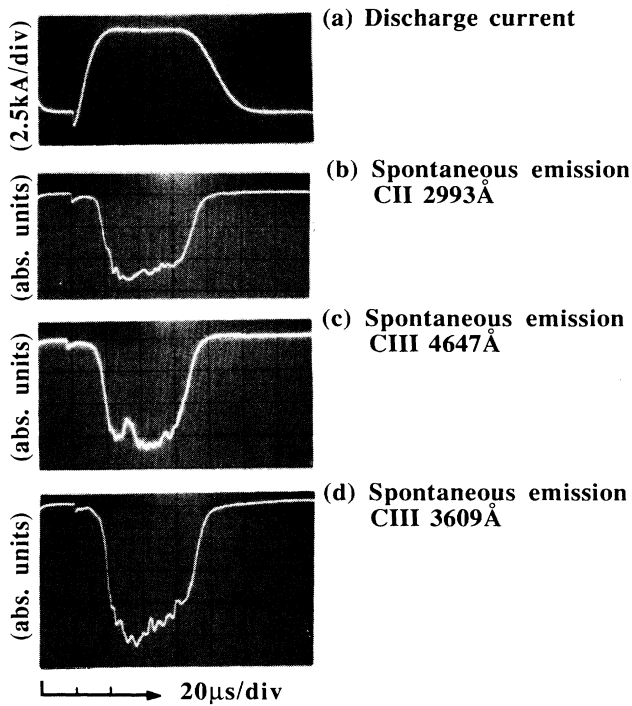 (a) Discharge current
(2.5kA/div)
(b) Spontaneous emission
CII 2993Å
(abs. units)
(c) Spontaneous emission
CIII 4647Å
(abs. units)
(d) Spontaneous emission
CIII 3609Å
(abs. units)
20μs/div